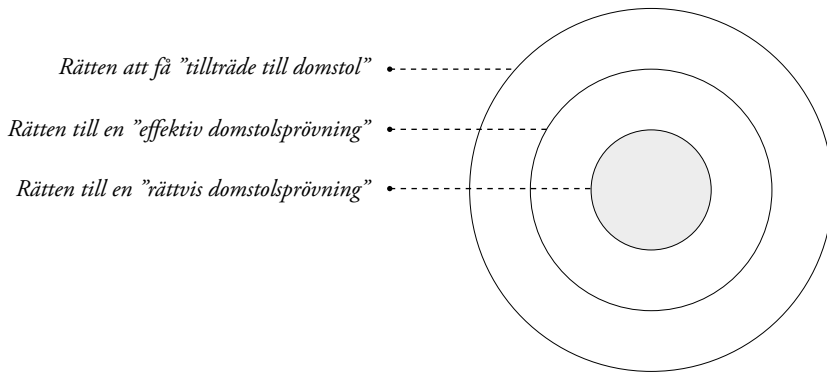 Rätten att få ”tillträde till domstol”
Rätten till en ”effektiv domstolsprövning”
Rätten till en ”rättvis domstolsprövning”